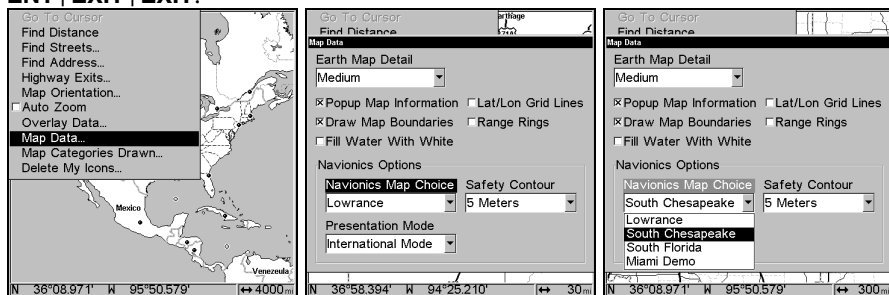 ENT | EXIT | EXIT.
Go To Cursor
Find Distance
Find Streets...
Find Address...
Highway Exits...
Map Orientation...
Auto Zoom
Overlay Data...
Map Data...
Map Categories Drawn...
Delete My Icons...
Mexico
Venezuela
N 36°08.971' W 95°50.579' ↔ 4000 mi
Go To Cursor
Find Distance
arthage
Map Data
Earth Map Detail
Medium
Popup Map Information Lat/Lon Grid Lines
Draw Map Boundaries Range Rings
Fill Water With White
Navionics Options
Navionics Map Choice Safety Contour
Lowrance 5 Meters
Presentation Mode
International Mode
N 36°58.394' W 94°25.210' ↔ 30 mi
Go To Cursor
Find Distance
Map Data
Earth Map Detail
Medium
Popup Map Information Lat/Lon Grid Lines
Draw Map Boundaries Range Rings
Fill Water With White
Navionics Options
Navionics Map Choice Safety Contour
South Chesapeake 5 Meters
Lowrance
South Chesapeake
South Florida
Miami Demo
N 36°08.971' W 95°50.579' ↔ 300 mi